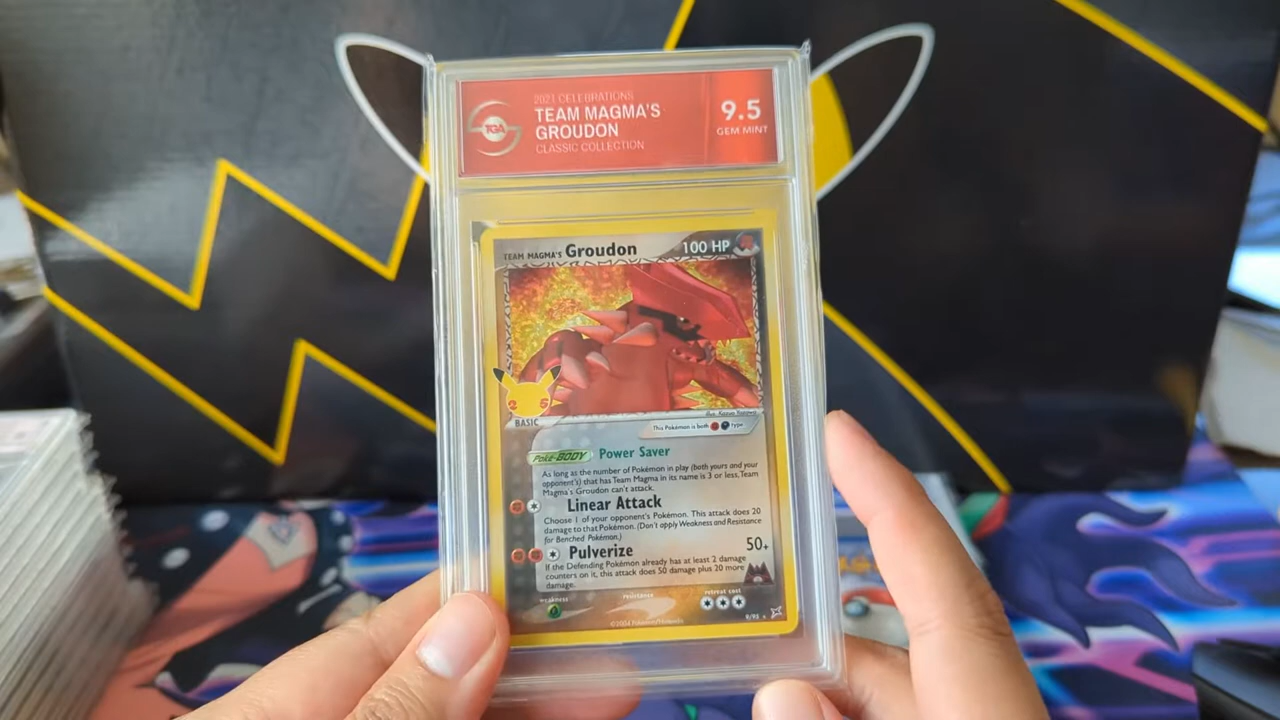 2021 CELEBRATIONS
TEAM MAGMA'S
GROUDON
CLASSIC COLLECTION
TGA
9.5
GEM MINT
TEAM MAGMA'S Groudon 100 HP
BASIC
This Pokémon is both type
Poké-BODY Power Saver
As long as the number of Pokémon in play (both yours and your
opponent's) that has Team Magma in its name is 3 or less, Team
Magma's Groudon can't attack.
Linear Attack
Choose 1 of your opponent's Pokémon. This attack does 20
damage to that Pokémon. (Don't apply Weakness and Resistance
for Benched Pokémon.)
Pulverize 50+
If the Defending Pokémon already has at least 2 damage
counters on it, this attack does 50 damage plus 20 more
damage.
weakness resistance retreat cost
©2004 Pokémon/Nintendo 9/95